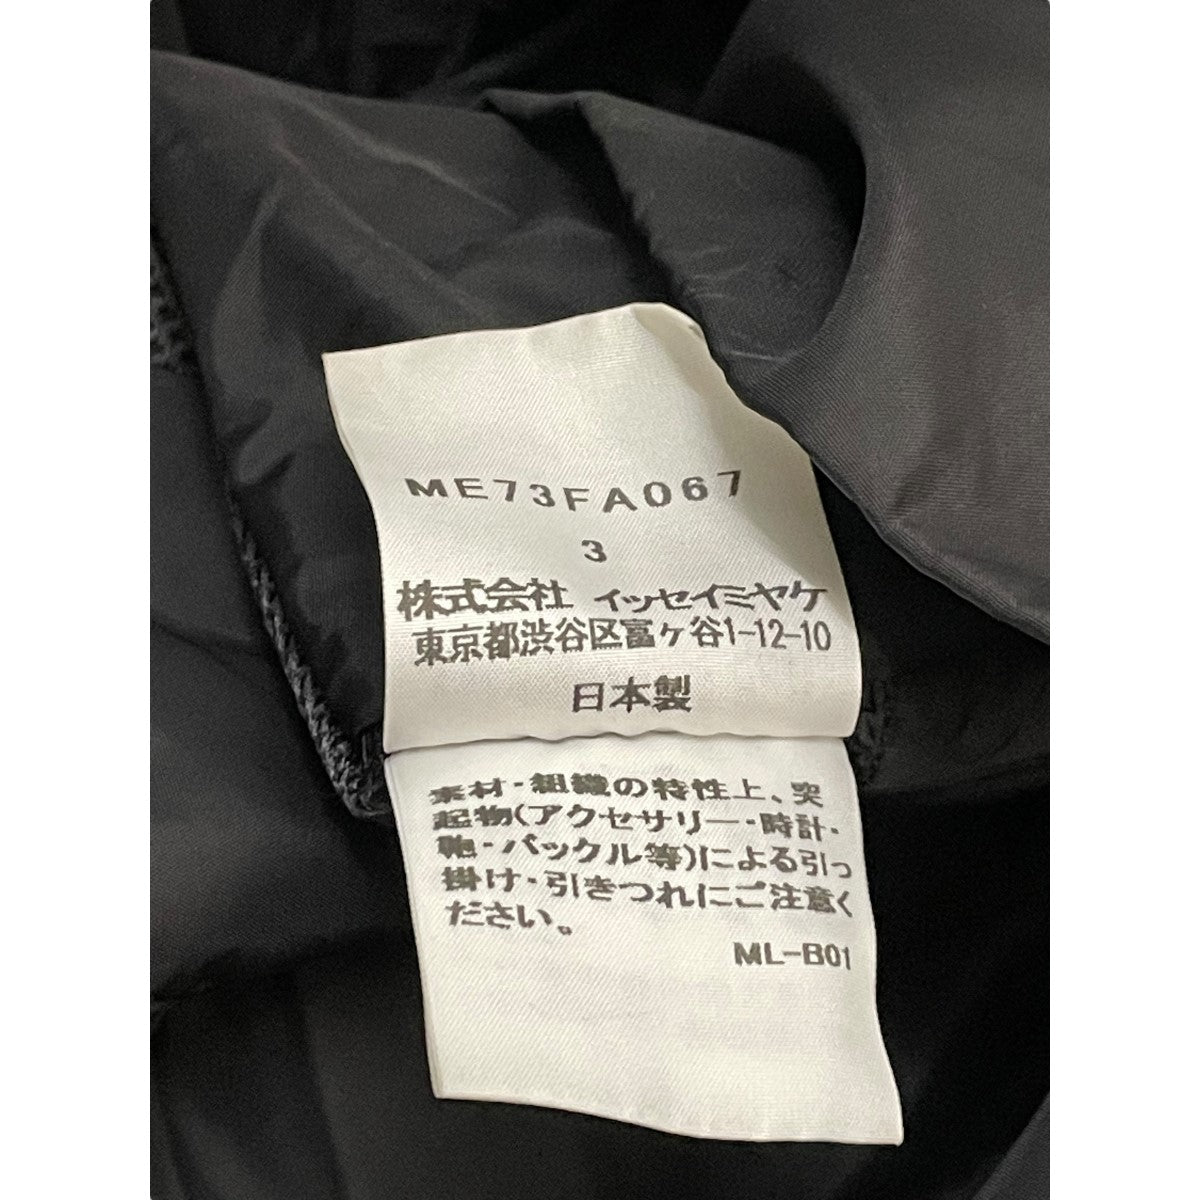 ME73FA067
3
株式会社 イッセイミヤケ
東京都渋谷区富ケ谷1-12-10
日本製
素材・組織の特性上、突
起物(アクセサリー・時計・
鞄・バックル等)による引っ
掛け・引きつれにご注意く
ださい。
ML-B01